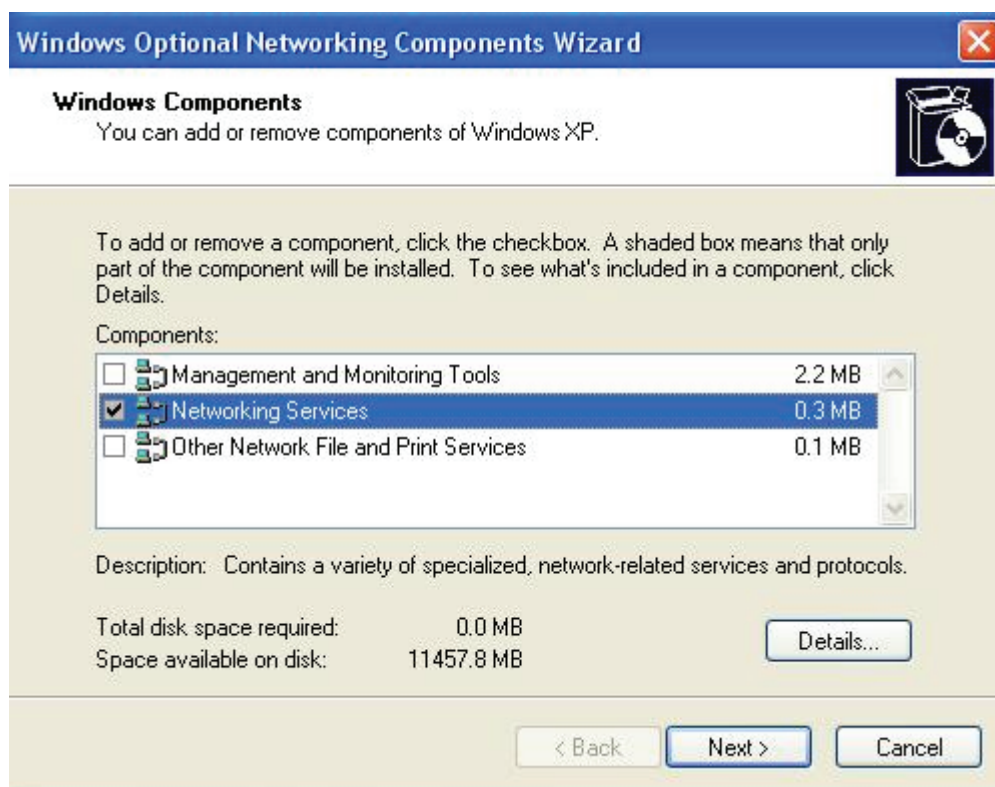 Windows Optional Networking Components Wizard
Windows Components
You can add or remove components of Windows XP.
To add or remove a component, click the checkbox. A shaded box means that only
part of the component will be installed. To see what's included in a component, click
Details.
Components:
Management and Monitoring Tools 2.2 MB
Networking Services 0.3 MB
Other Network File and Print Services 0.1 MB
Description: Contains a variety of specialized, network-related services and protocols.
Total disk space required: 0.0 MB
Space available on disk: 11457.8 MB
Details...
< Back Next > Cancel